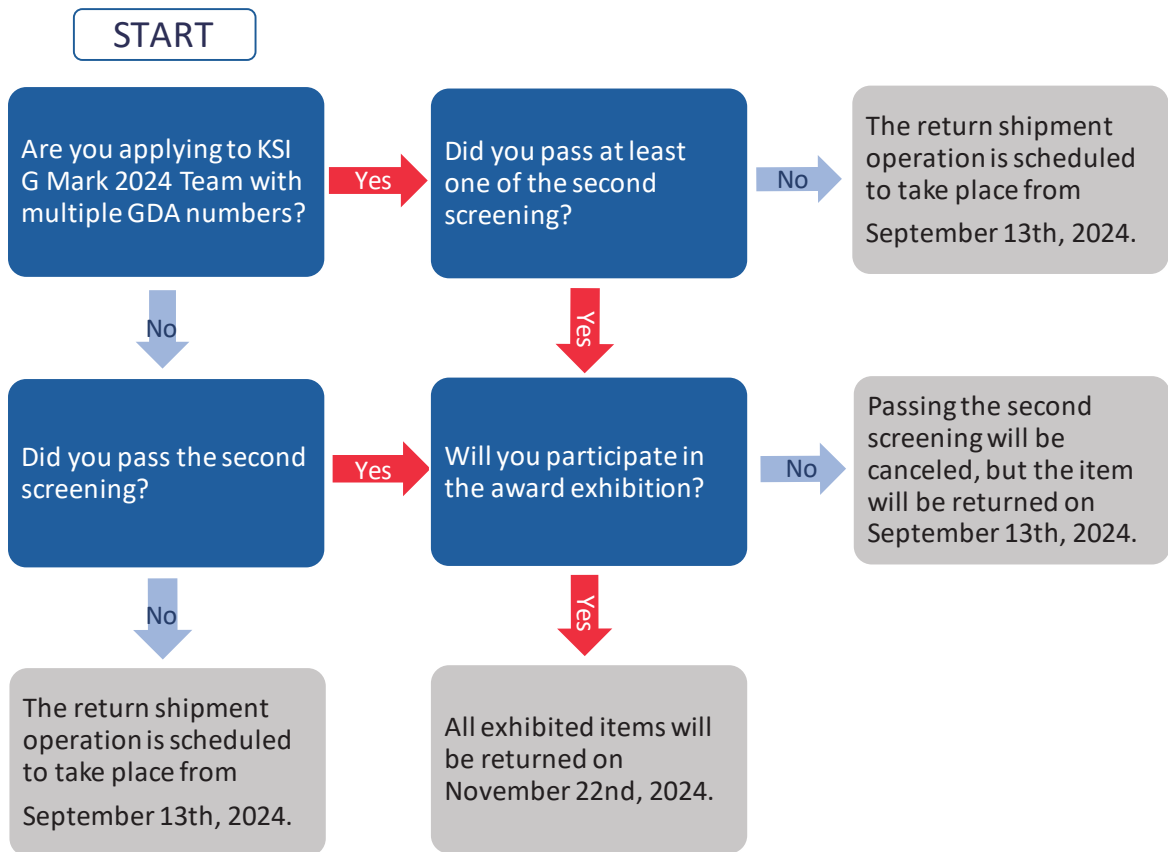 START
Are you applying to KSI
G Mark 2024 Team with
multiple GDA numbers?
Yes
Did you pass at least
one of the second
screening?
No
The return shipment
operation is scheduled
to take place from
September 13th, 2024.
No
Yes
Did you pass the second
screening?
Yes
Will you participate in
the award exhibition?
No
Passing the second
screening will be
canceled, but the item
will be returned on
September 13th, 2024.
No
Yes
The return shipment
operation is scheduled
to take place from
September 13th, 2024.
All exhibited items will
be returned on
November 22nd, 2024.